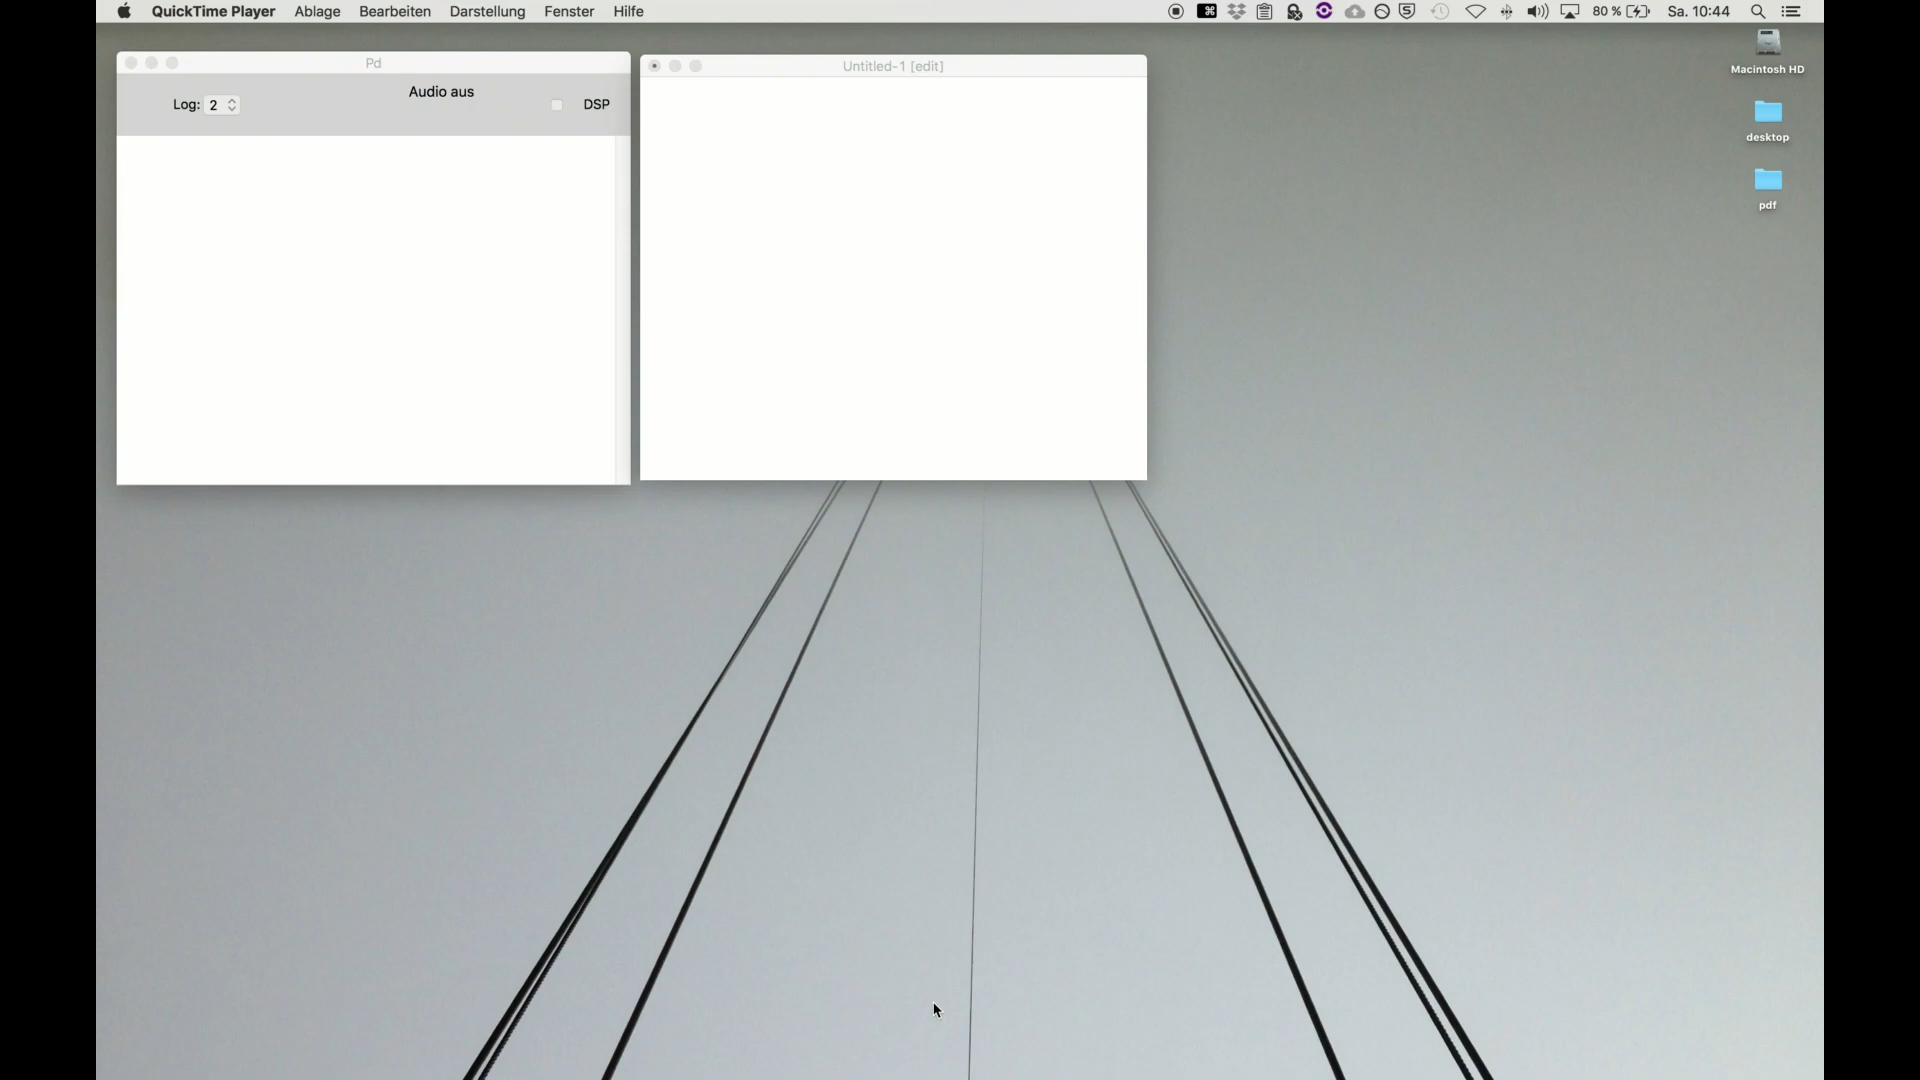 QuickTime Player Ablage Bearbeiten Darstellung Fenster Hilfe 80 % Sa. 10:44
Pd
Audio aus
Log: 2
DSP
Untitled-1 [edit]
Macintosh HD
desktop
pdf